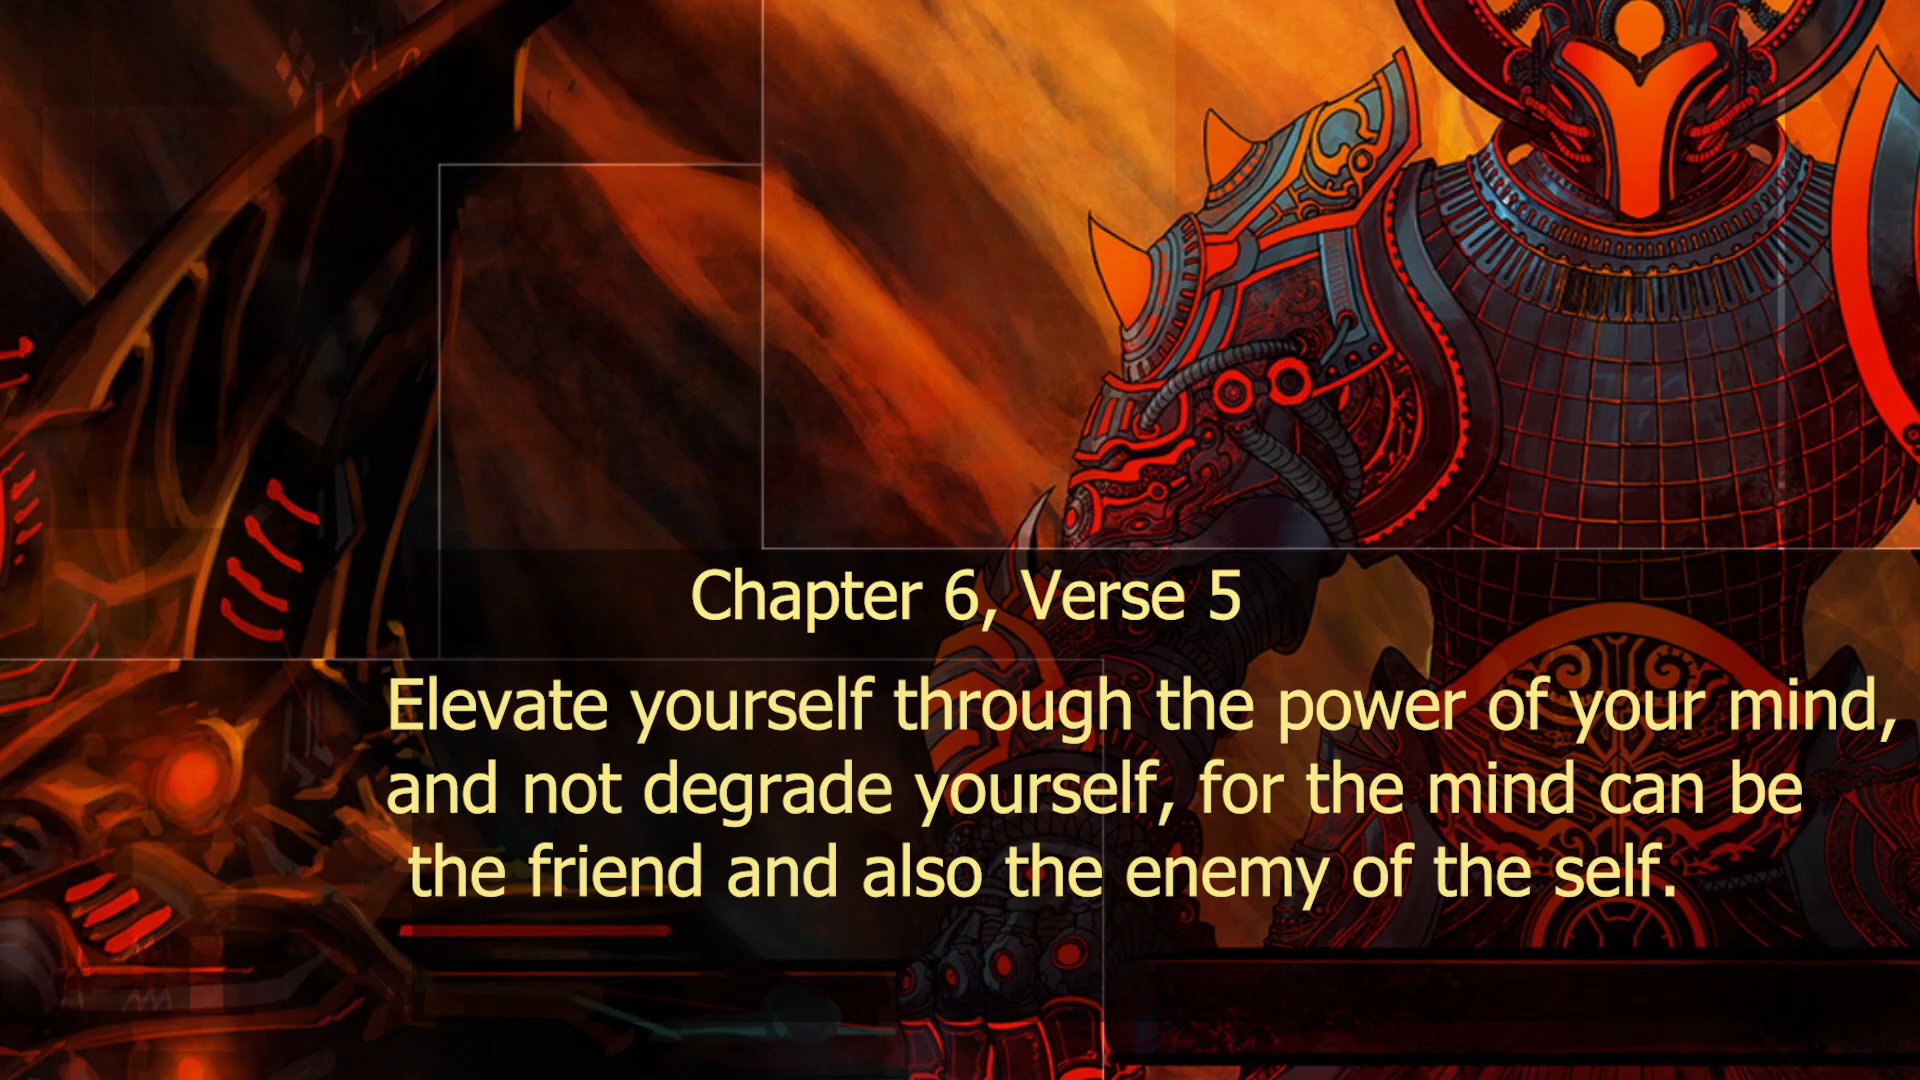 Chapter 6, Verse 5
Elevate yourself through the power of your mind,
and not degrade yourself, for the mind can be
the friend and also the enemy of the self.